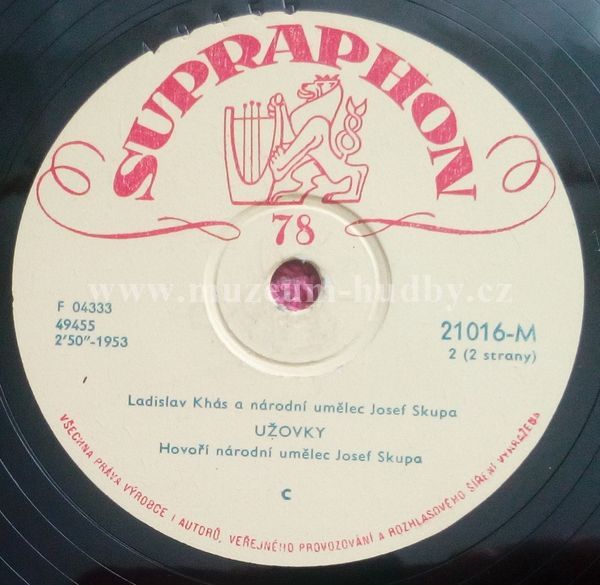 SUPRAPHON
78
www.muzeum-hudby.cz
F 04333
49455
2'50"-1953
21016-M
2 (2 strany)
Ladislav Khás a národní umělec Josef Skupa
UŽOVKY
Hovoří národní umělec Josef Skupa
C
VŠECHNA PRÁVA VÝROBCE I AUTORŮ, VEŘEJNÉHO PROVOZOVÁNÍ A ROZHLASOVÉHO ŠÍŘENÍ VYHRAŽENA